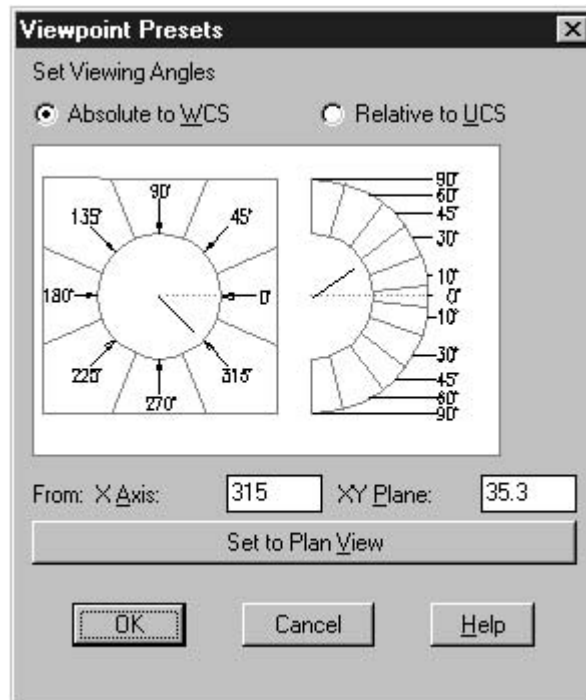 Viewpoint Presets
Set Viewing Angles
Absolute to WCS
Relative to UCS
90°
135°
45°
180°
0°
225°
315°
270°
90°
60°
45°
30°
10°
0°
10°
30°
45°
60°
90°
From: X Axis: 315 XY Plane: 35.3
Set to Plan View
OK Cancel Help